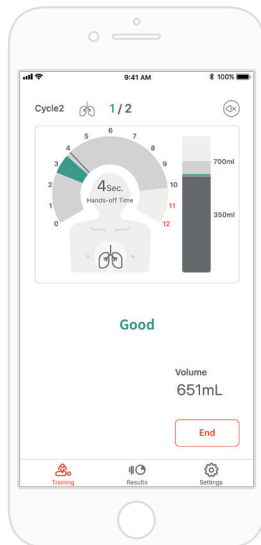 9:41 AM
100%
Cycle2
1 / 2
0
1
2
3
4
5
6
7
8
9
10
11
12
4Sec.
Hands-off Time
700ml
350ml
Good
Volume
651mL
End
Training
Results
Settings